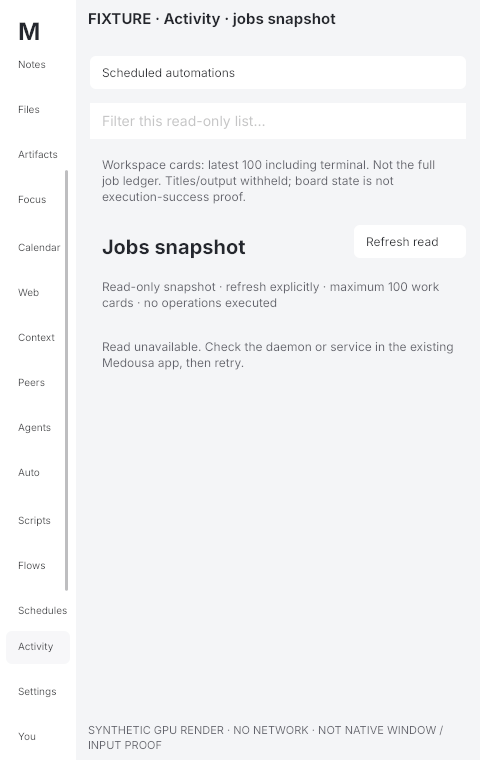 M
Notes
Files
Artifacts
Focus
Calendar
Web
Context
Peers
Agents
Auto
Scripts
Flows
Schedules
Activity
Settings
You
FIXTURE · Activity · jobs snapshot
Scheduled automations
Filter this read-only list...
Workspace cards: latest 100 including terminal. Not the full
job ledger. Titles/output withheld; board state is not
execution-success proof.
Jobs snapshot
Refresh read
Read-only snapshot · refresh explicitly · maximum 100 work
cards · no operations executed
Read unavailable. Check the daemon or service in the existing
Medousa app, then retry.
SYNTHETIC GPU RENDER · NO NETWORK · NOT NATIVE WINDOW /
INPUT PROOF